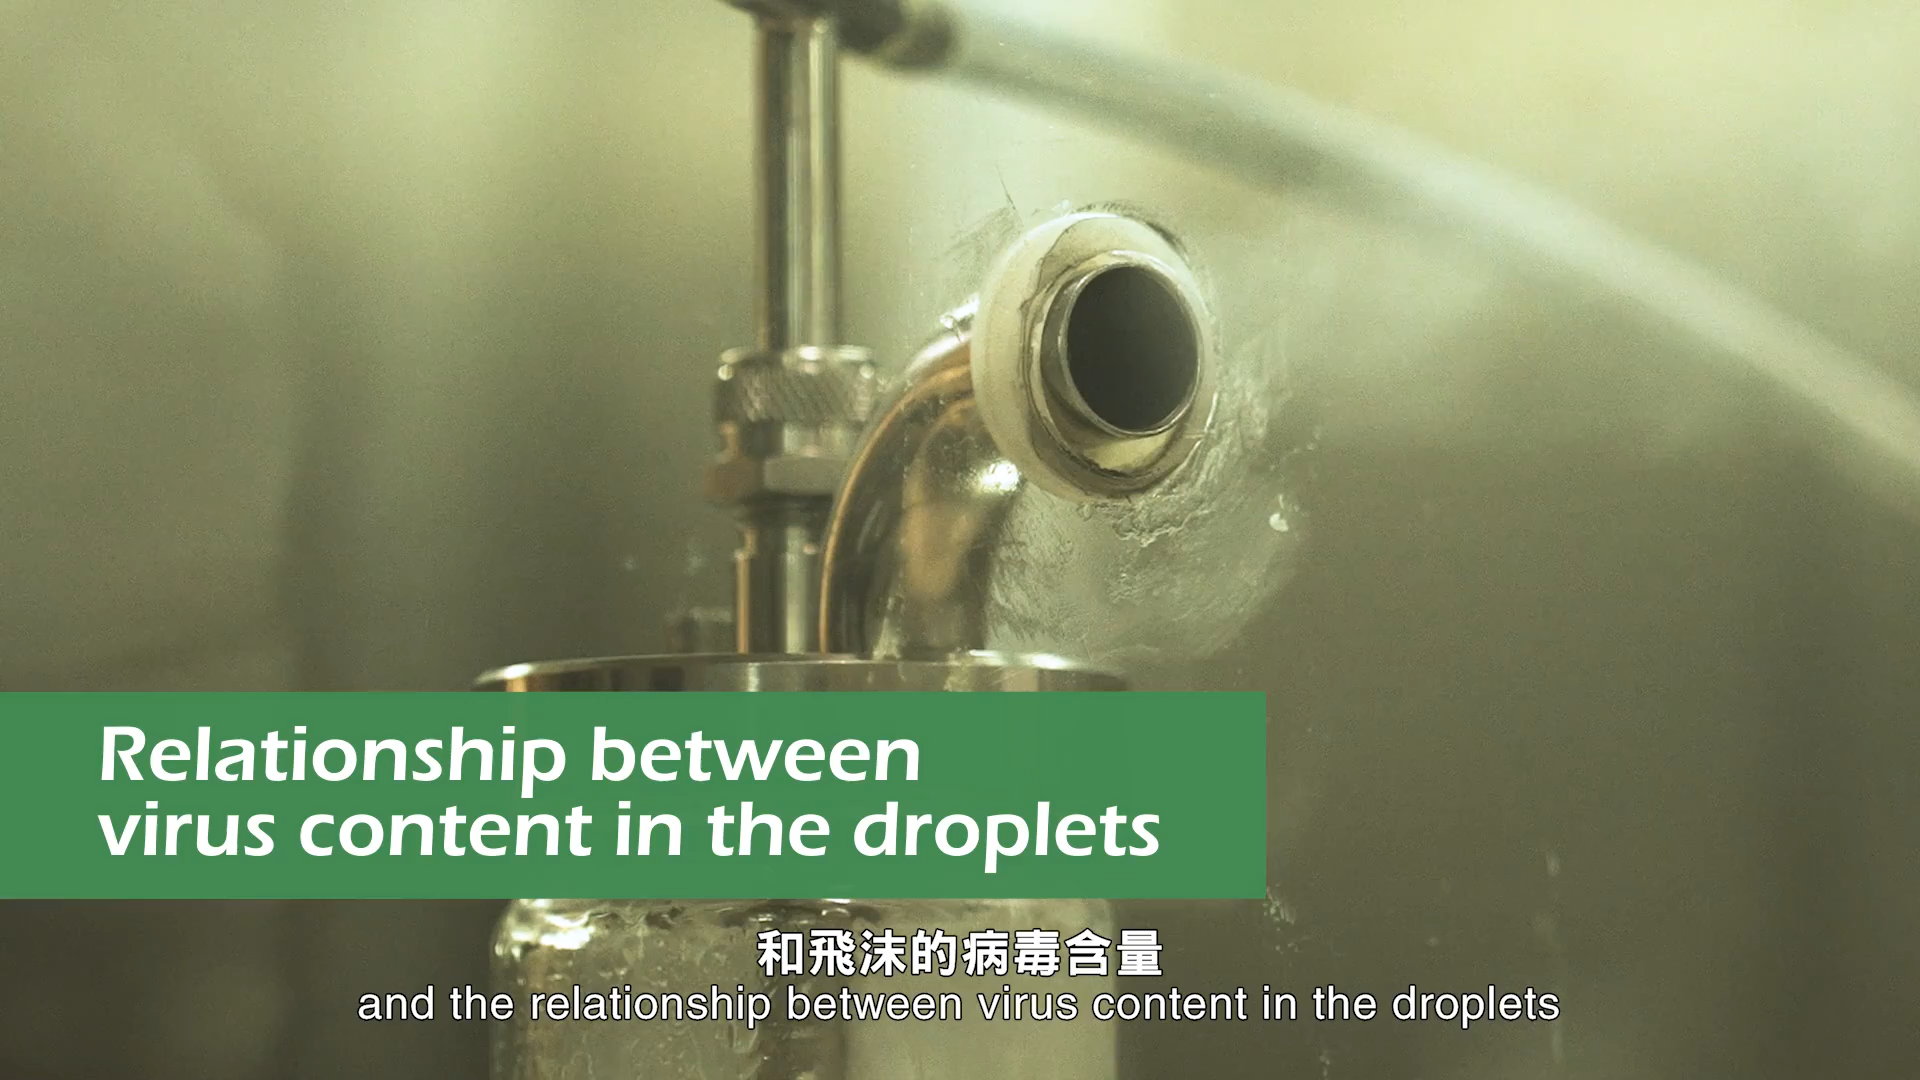 Relationship between
virus content in the droplets
和飛沫的病毒含量
and the relationship between virus content in the droplets